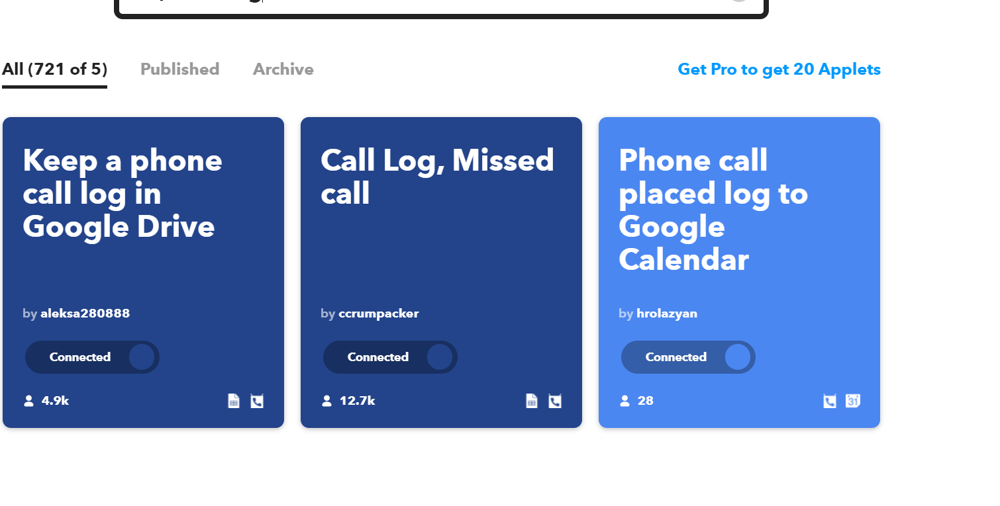 All (721 of 5) Published Archive Get Pro to get 20 Applets
Keep a phone
call log in
Google Drive
by aleksa280888
Connected
4.9k
Call Log, Missed
call
by ccrumpacker
Connected
12.7k
Phone call
placed log to
Google
Calendar
by hrolazyan
Connected
28
31